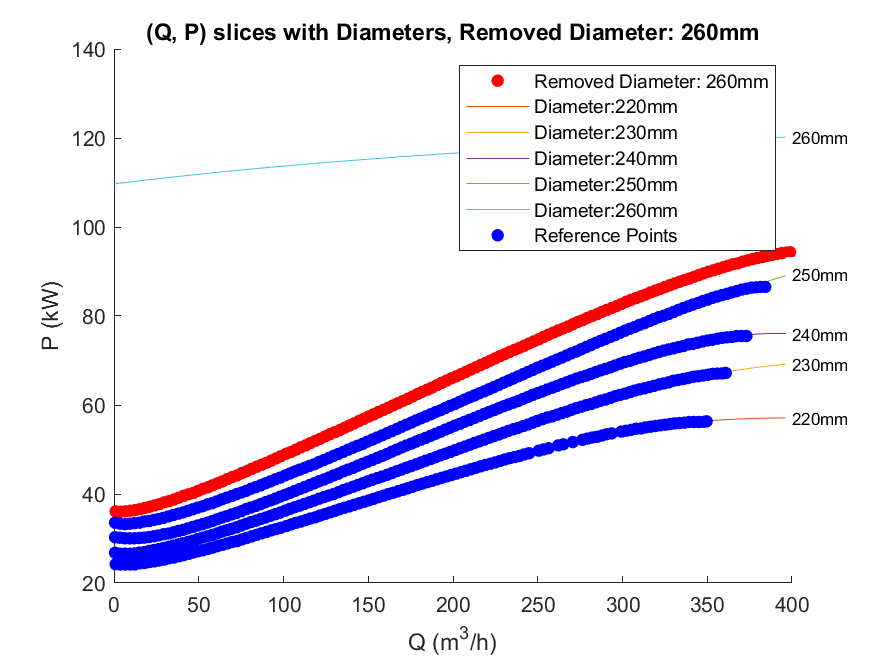 (Q, P) slices with Diameters, Removed Diameter: 260mm
140
120
100
80
60
40
20
P (kW)
0
50
100
150
200
250
300
350
400
Q (m³/h)
Removed Diameter: 260mm
Diameter:220mm
Diameter:230mm
Diameter:240mm
Diameter:250mm
Diameter:260mm
Reference Points
260mm
250mm
240mm
230mm
220mm